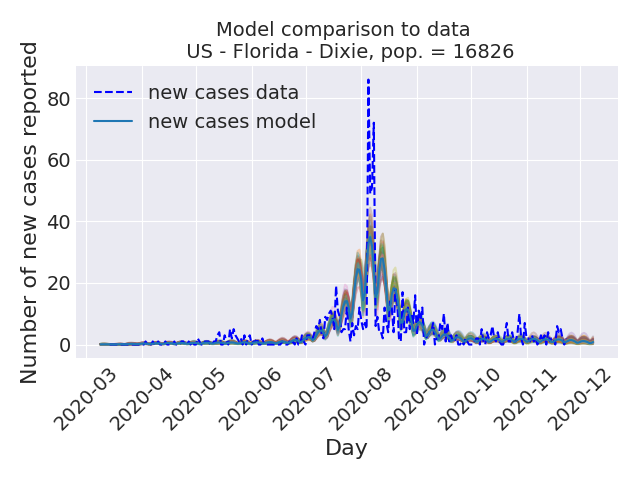 Model comparison to data
US - Florida - Dixie, pop. = 16826
new cases data
new cases model
Number of new cases reported
80
60
40
20
0
2020-03
2020-04
2020-05
2020-06
2020-07
2020-08
2020-09
2020-10
2020-11
2020-12
Day